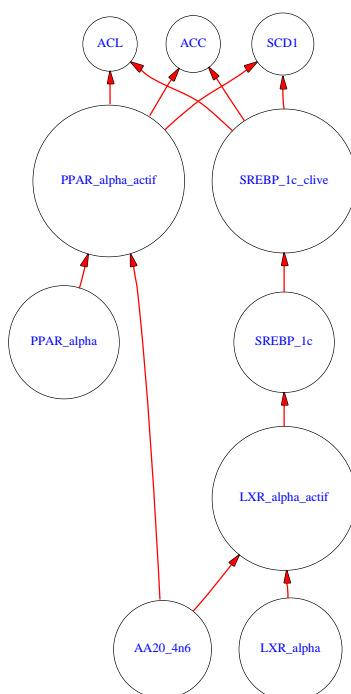 ACL
ACC
SCD1
PPAR_alpha_actif
SREBP_1c_clive
PPAR_alpha
SREBP_1c
LXR_alpha_actif
AA20_4n6
LXR_alpha